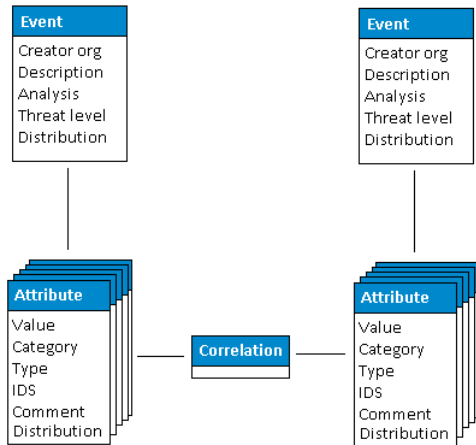 Event
Creator org
Description
Analysis
Threat level
Distribution
Event
Creator org
Description
Analysis
Threat level
Distribution
Attribute
Value
Category
Type
IDS
Comment
Distribution
Correlation
Attribute
Value
Category
Type
IDS
Comment
Distribution